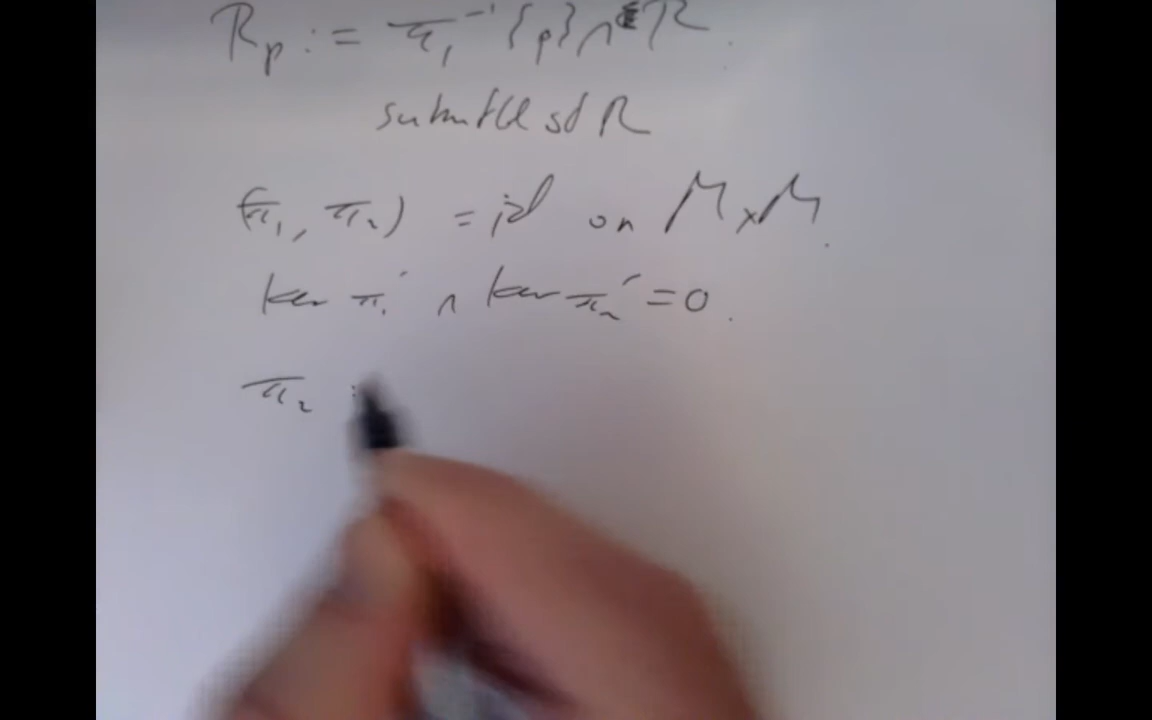 R_p := π_1^{-1} {p} ∩ R.
submfld of R
(π_1, π_2) = id on M × M.
ker π_1' ∩ ker π_2' = 0.
π_2 :